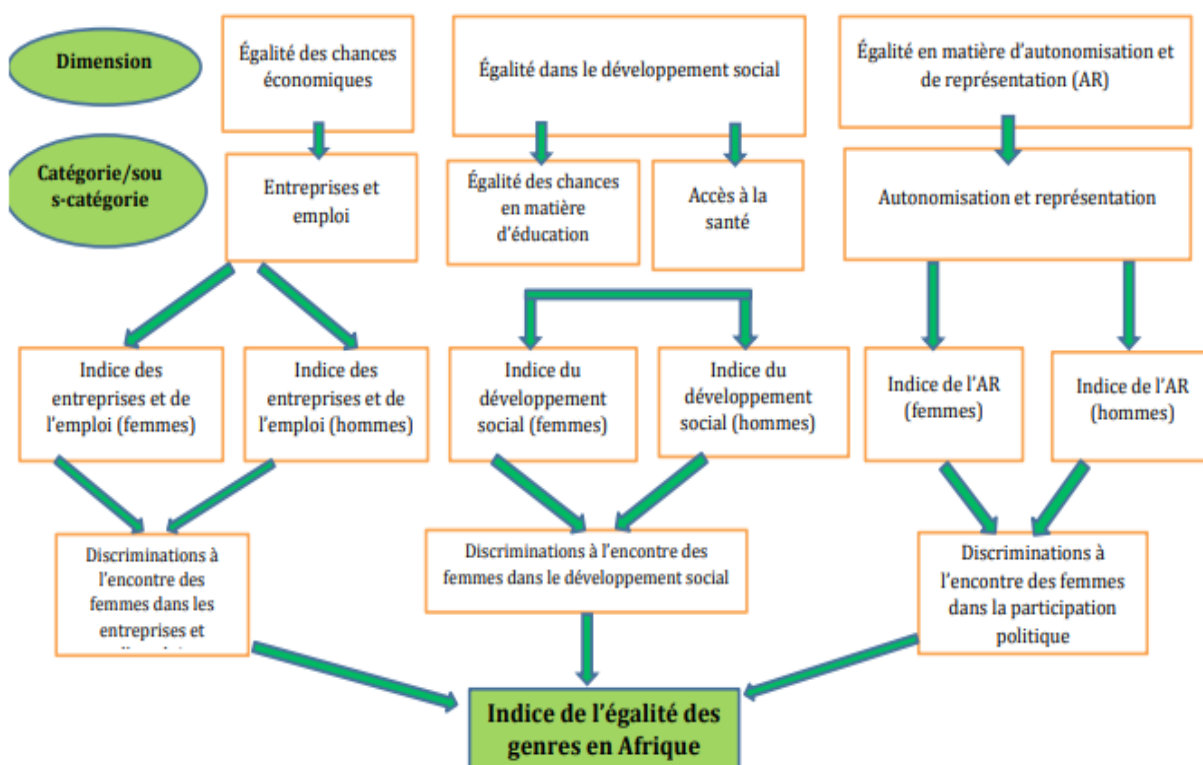 Dimension
Égalité des chances
économiques
Égalité dans le développement social
Égalité en matière d'autonomisation et
de représentation (AR)
Catégorie/sou
s-catégorie
Entreprises et
emploi
Égalité des chances
en matière
d'éducation
Accès à la
santé
Autonomisation et représentation
Indice des
entreprises et de
l'emploi (femmes)
Indice des
entreprises et de
l'emploi (hommes)
Indice du
développement
social (femmes)
Indice du
développement
social (hommes)
Indice de l'AR
(femmes)
Indice de l'AR
(hommes)
Discriminations à
l'encontre des
femmes dans les
entreprises et
Discriminations à l'encontre des
femmes dans le développement social
Discriminations à
l'encontre des femmes
dans la participation
politique
Indice de l'égalité des
genres en Afrique